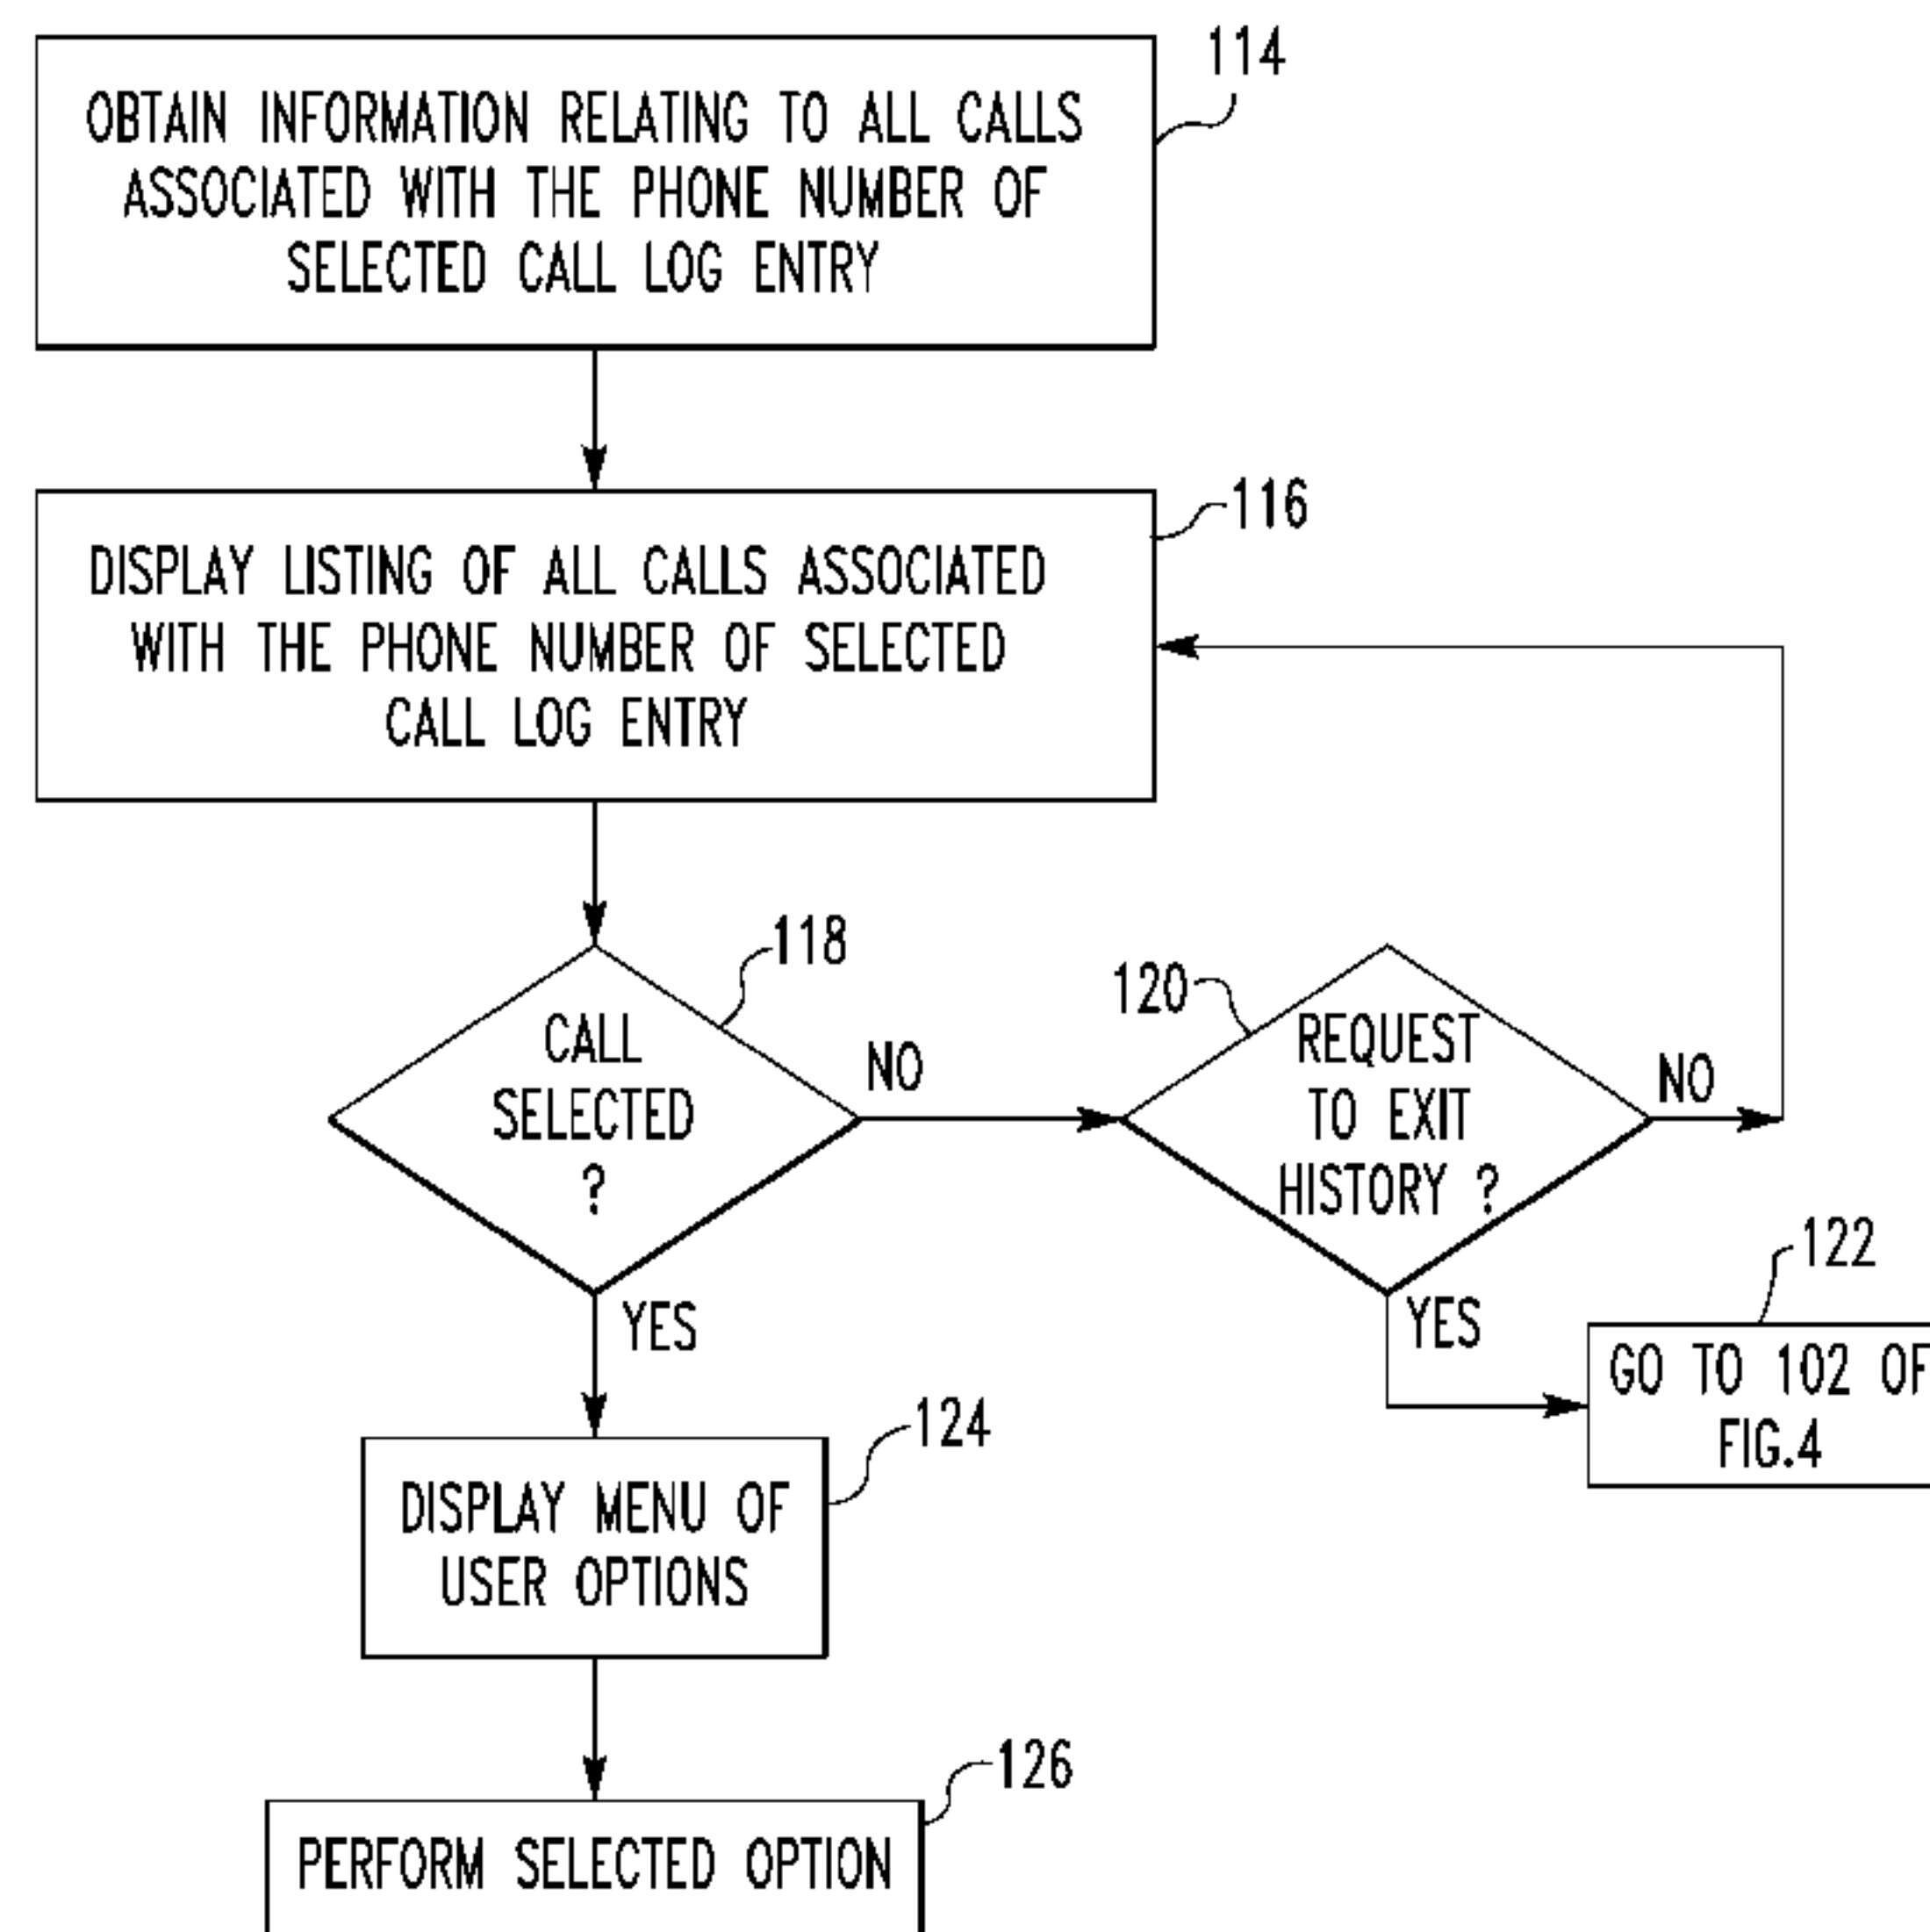 114
OBTAIN INFORMATION RELATING TO ALL CALLS
ASSOCIATED WITH THE PHONE NUMBER OF
SELECTED CALL LOG ENTRY
116
DISPLAY LISTING OF ALL CALLS ASSOCIATED
WITH THE PHONE NUMBER OF SELECTED
CALL LOG ENTRY
118
CALL
SELECTED
?
NO
YES
120
REQUEST
TO EXIT
HISTORY ?
NO
YES
122
GO TO 102 OF
FIG.4
124
DISPLAY MENU OF
USER OPTIONS
126
PERFORM SELECTED OPTION